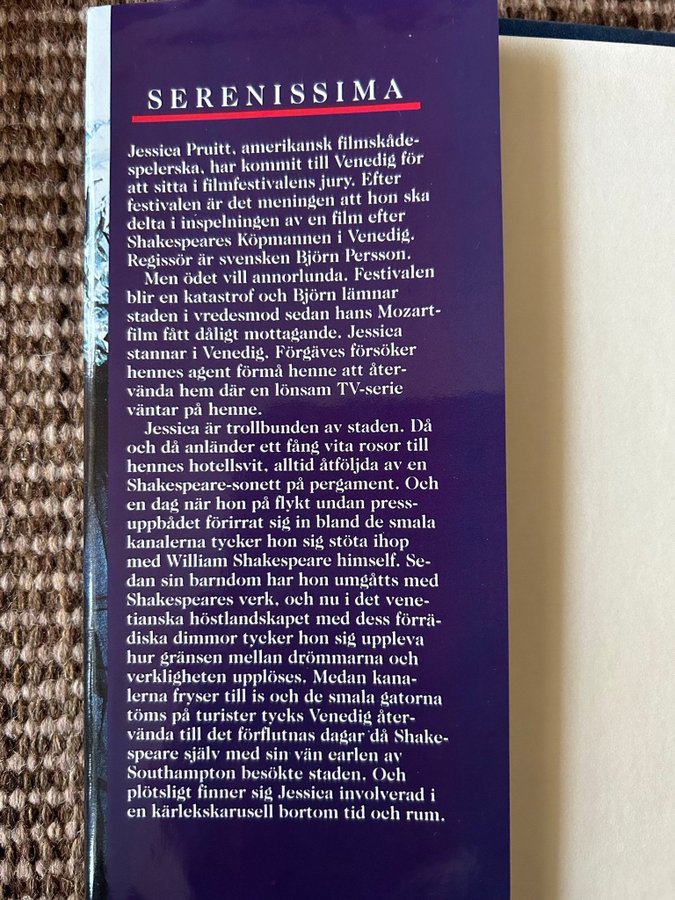 SERENISSIMA
Jessica Pruitt, amerikansk filmskåde-
spelerska, har kommit till Venedig för
att sitta i filmfestivalens jury. Efter
festivalen är det meningen att hon ska
delta i inspelningen av en film efter
Shakespeares Köpmannen i Venedig.
Regissör är svensken Björn Persson.
Men ödet vill annorlunda. Festivalen
blir en katastrof och Björn lämnar
staden i vredesmod sedan hans Mozart-
film fått dåligt mottagande. Jessica
stannar i Venedig. Förgäves försöker
hennes agent förmå henne att åter-
vända hem där en lönsam TV-serie
väntar på henne.
Jessica är trollbunden av staden. Då
och då anländer ett fång vita rosor till
hennes hotellsvit, alltid åtföljda av en
Shakespeare-sonett på pergament. Och
en dag när hon på flykt undan press-
uppbådet förirrat sig in bland de smala
kanalerna tycker hon sig stöta ihop
med William Shakespeare himself. Se-
dan sin barndom har hon umgåtts med
Shakespeares verk, och nu i det vene-
tianska höstlandskapet med dess förrä-
diska dimmor tycker hon sig uppleva
hur gränsen mellan drömmarna och
verkligheten upplöses. Medan kana-
lerna fryser till is och de smala gatorna
töms på turister tycks Venedig åter-
vända till det förflutnas dagar då Shake-
speare själv med sin vän earlen av
Southampton besökte staden. Och
plötsligt finner sig Jessica involverad i
en kärlekskarusell bortom tid och rum.